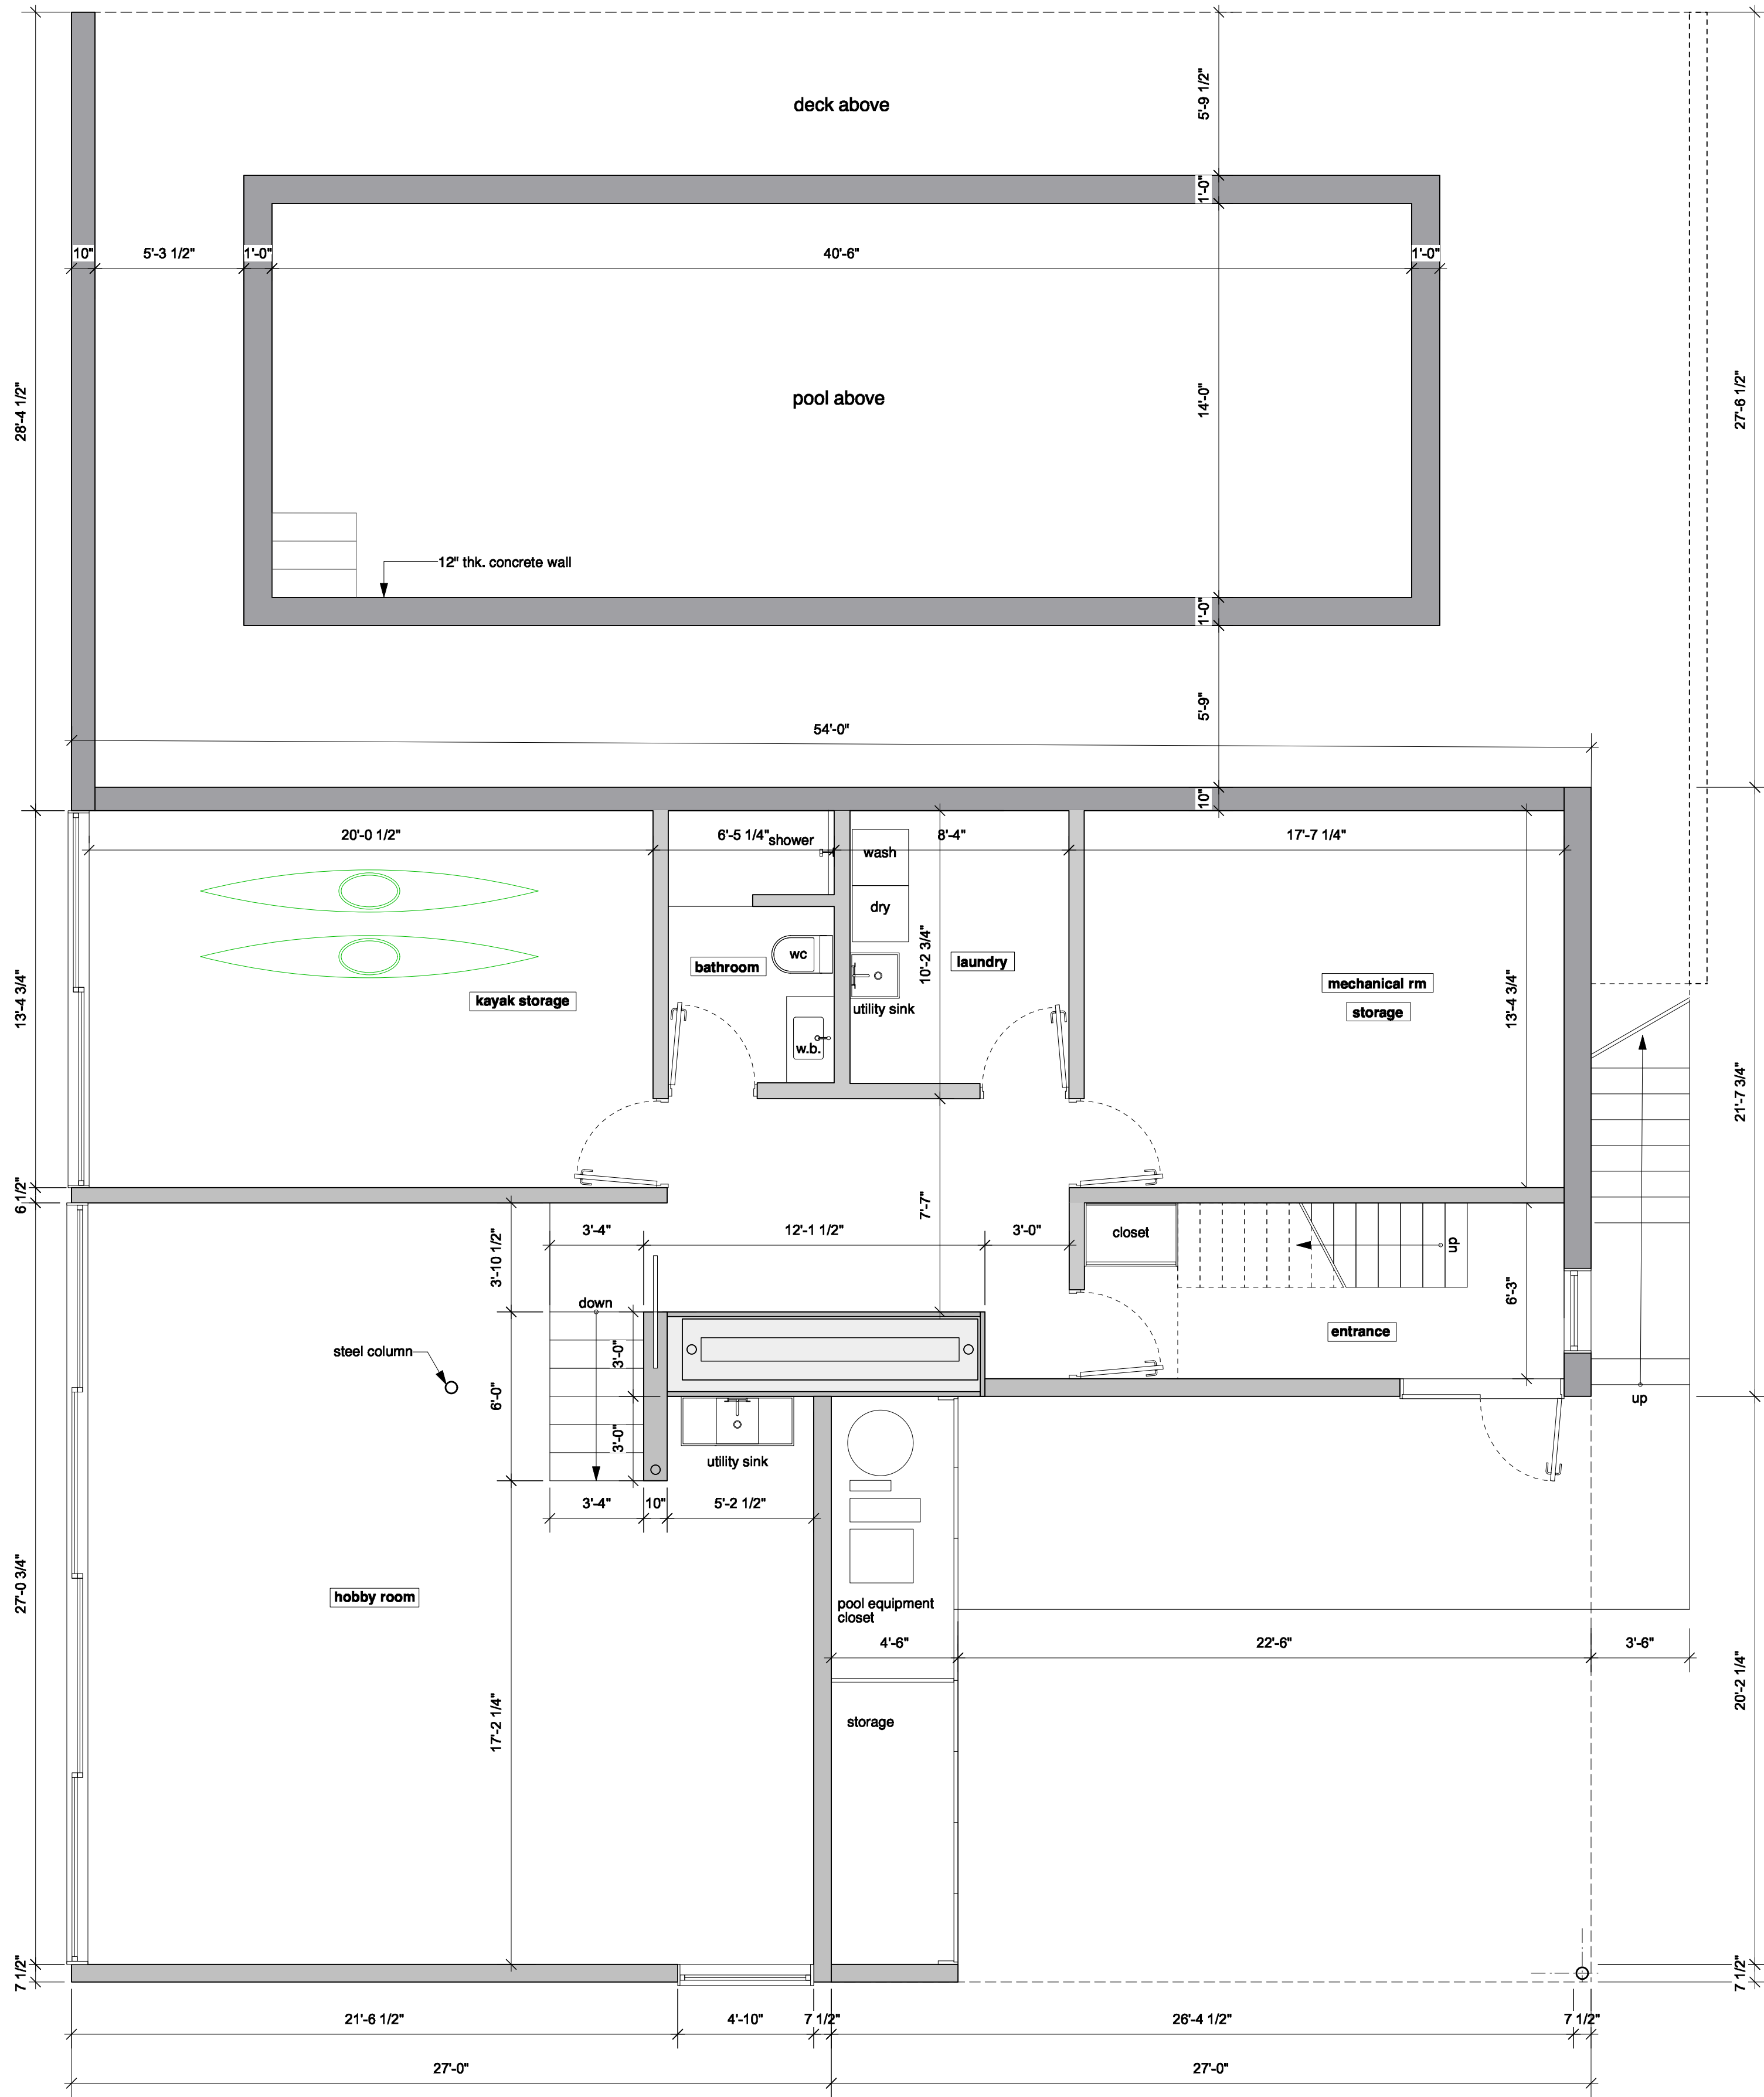 deck above
5'-9 1/2"
1'-0"
10"
5'-3 1/2"
1'-0"
40'-6"
1'-0"
28'-4 1/2"
pool above
14'-0"
27'-6 1/2"
12" thk. concrete wall
1'-0"
5'-9"
54'-0"
10"
20'-0 1/2"
6'-5 1/4"
shower
8'-4"
17'-7 1/4"
wash
dry
10'-2 3/4"
wc
bathroom
laundry
kayak storage
utility sink
w.b.
mechanical rm
storage
13'-4 3/4"
13'-4 3/4"
21'-7 3/4"
6 1/2"
7'-7"
3'-4"
12'-1 1/2"
3'-0"
closet
up
3'-10 1/2"
6'-3"
down
entrance
steel column
3'-0"
6'-0"
up
3'-0"
utility sink
3'-4"
10"
5'-2 1/2"
hobby room
27'-0 3/4"
pool equipment
closet
4'-6"
22'-6"
3'-6"
17'-2 1/4"
storage
20'-2 1/4"
7 1/2"
7 1/2"
21'-6 1/2"
4'-10"
7 1/2"
26'-4 1/2"
7 1/2"
27'-0"
27'-0"